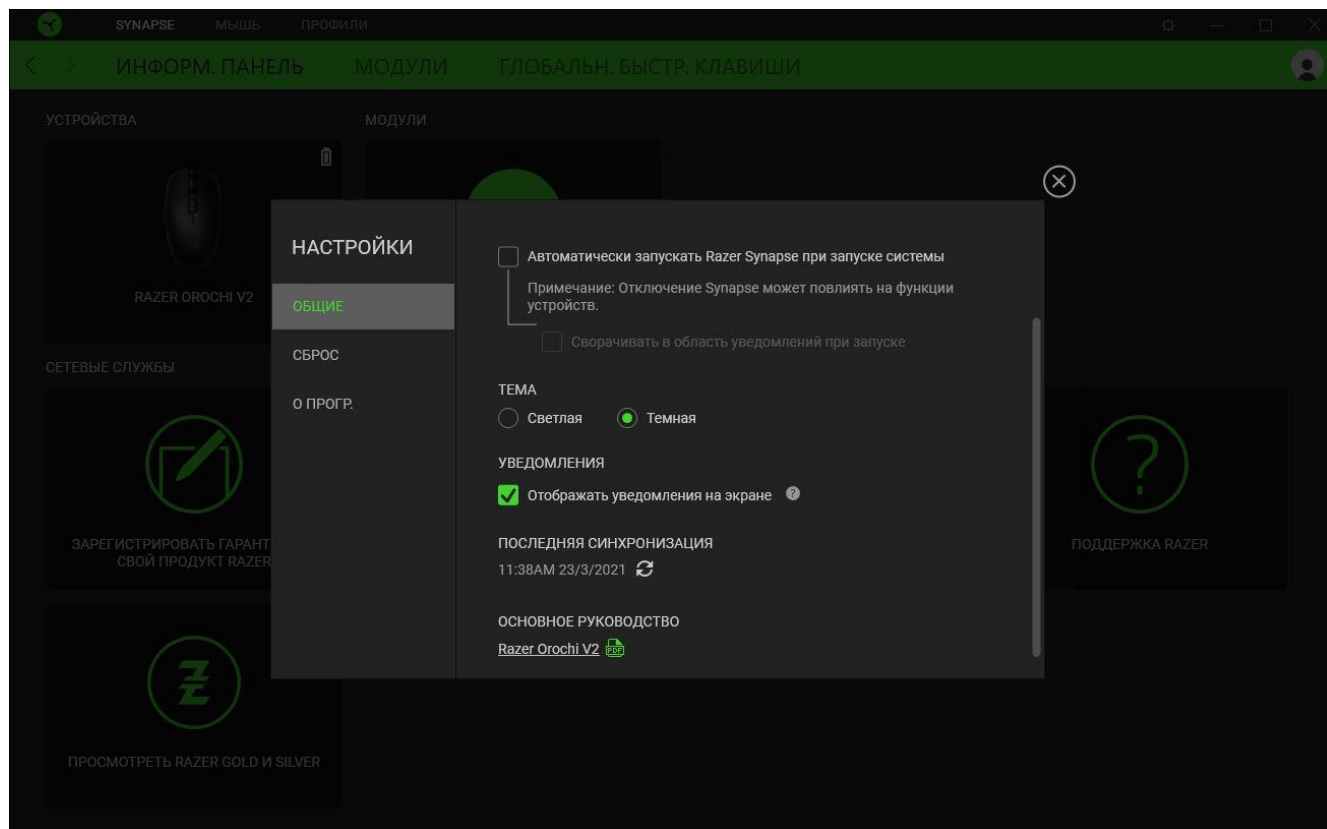 SYNAPSE МЫШЬ ПРОФИЛИ
ИНФОРМ. ПАНЕЛЬ МОДУЛИ ГЛОБАЛЬН. БЫСТР. КЛАВИШИ
УСТРОЙСТВА МОДУЛИ
RAZER OROCHI V2
СЕТЕВЫЕ СЛУЖБЫ
ЗАРЕГИСТРИРОВАТЬ ГАРАНТ
СВОЙ ПРОДУКТ RAZER
ПРОСМОТРЕТЬ RAZER GOLD И SILVER
ПОДДЕРЖКА RAZER
НАСТРОЙКИ
ОБЩИЕ
СБРОС
О ПРОГР.
Автоматически запускать Razer Synapse при запуске системы
Примечание: Отключение Synapse может повлиять на функции
устройств.
Сворачивать в область уведомлений при запуске
ТЕМА
Светлая Темная
УВЕДОМЛЕНИЯ
Отображать уведомления на экране ?
ПОСЛЕДНЯЯ СИНХРОНИЗАЦИЯ
11:38AM 23/3/2021
ОСНОВНОЕ РУКОВОДСТВО
Razer Orochi V2 PDF